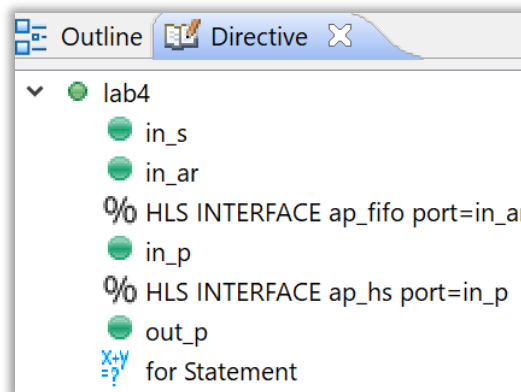 Outline Directive
lab4
in_s
in_ar
% HLS INTERFACE ap_fifo port=in_ar
in_p
% HLS INTERFACE ap_hs port=in_p
out_p
x+y
=?
for Statement